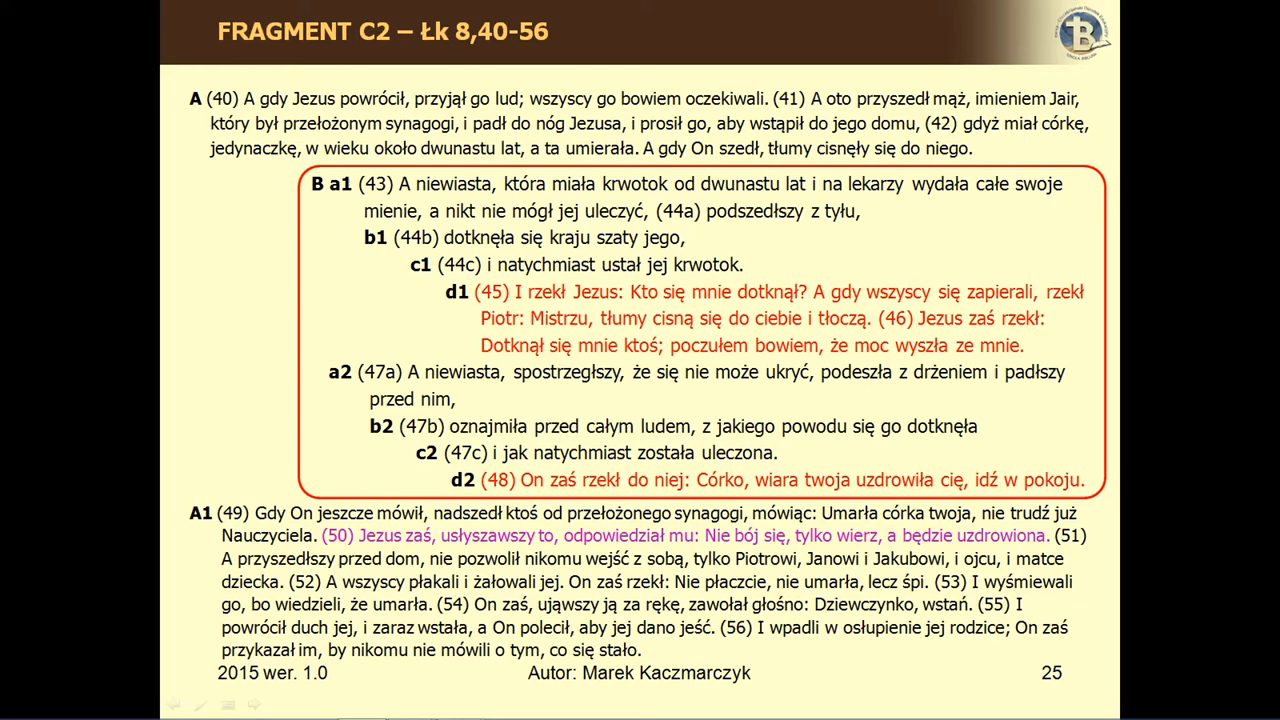 FRAGMENT C2 – Łk 8,40-56
A (40) A gdy Jezus powrócił, przyjął go lud; wszyscy go bowiem oczekiwali. (41) A oto przyszedł mąż, imieniem Jair,
który był przełożonym synagogi, i padł do nóg Jezusa, i prosił go, aby wstąpił do jego domu, (42) gdyż miał córkę,
jedynaczkę, w wieku około dwunastu lat, a ta umierała. A gdy On szedł, tłumy cisnęły się do niego.
B a1 (43) A niewiasta, która miała krwotok od dwunastu lat i na lekarzy wydała całe swoje
mienie, a nikt nie mógł jej uleczyć, (44a) podszedłszy z tyłu,
b1 (44b) dotknęła się kraju szaty jego,
c1 (44c) i natychmiast ustał jej krwotok.
d1 (45) I rzekł Jezus: Kto się mnie dotknął? A gdy wszyscy się zapierali, rzekł
Piotr: Mistrzu, tłumy cisną się do ciebie i tłoczą. (46) Jezus zaś rzekł:
Dotknął się mnie ktoś; poczułem bowiem, że moc wyszła ze mnie.
a2 (47a) A niewiasta, spostrzegłszy, że się nie może ukryć, podeszła z drżeniem i padłszy
przed nim,
b2 (47b) oznajmiła przed całym ludem, z jakiego powodu się go dotknęła
c2 (47c) i jak natychmiast została uleczona.
d2 (48) On zaś rzekł do niej: Córko, wiara twoja uzdrowiła cię, idź w pokoju.
A1 (49) Gdy On jeszcze mówił, nadszedł ktoś od przełożonego synagogi, mówiąc: Umarła córka twoja, nie trudź już
Nauczyciela. (50) Jezus zaś, usłyszawszy to, odpowiedział mu: Nie bój się, tylko wierz, a będzie uzdrowiona. (51)
A przyszedłszy przed dom, nie pozwolił nikomu wejść z sobą, tylko Piotrowi, Janowi i Jakubowi, i ojcu, i matce
dziecka. (52) A wszyscy płakali i żałowali jej. On zaś rzekł: Nie płaczcie, nie umarła, lecz śpi. (53) I wyśmiewali
go, bo wiedzieli, że umarła. (54) On zaś, ująwszy ją za rękę, zawołał głośno: Dziewczynko, wstań. (55) I
powrócił duch jej, i zaraz wstała, a On polecił, aby jej dano jeść. (56) I wpadli w osłupienie jej rodzice; On zaś
przykazał im, by nikomu nie mówili o tym, co się stało.
2015 wer. 1.0 Autor: Marek Kaczmarczyk 25